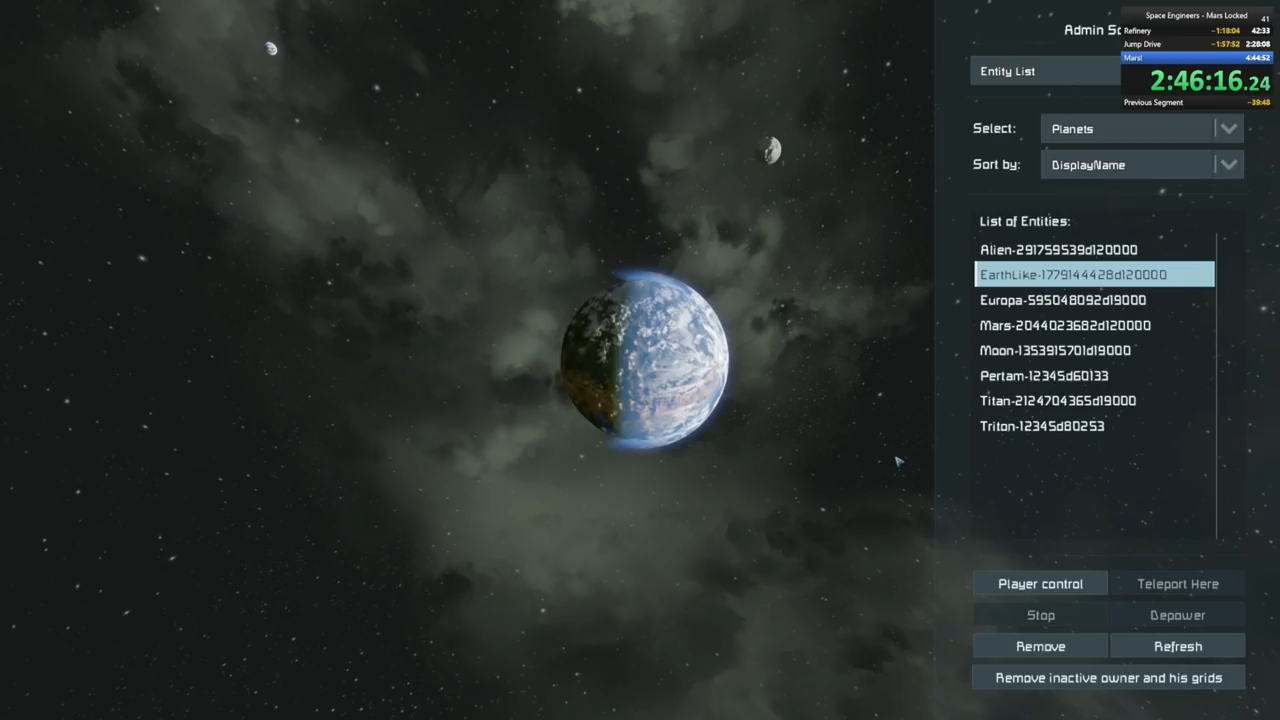 Space Engineers - Mars Locked
41
Refinery −1:18:04 42:33
Jump Drive −1:57:52 2:28:08
Mars! 4:44:52
2:46:16.24
Previous Segment −39:48
Admin Sc
Entity List
Select: Planets
Sort by: DisplayName
List of Entities:
Alien-291759539d120000
EarthLike-1779144428d120000
Europa-595048092d19000
Mars-2044023682d120000
Moon-1353915701d19000
Pertam-12345d60133
Titan-2124704365d19000
Triton-12345d80253
Player control Teleport Here
Stop Depower
Remove Refresh
Remove inactive owner and his grids